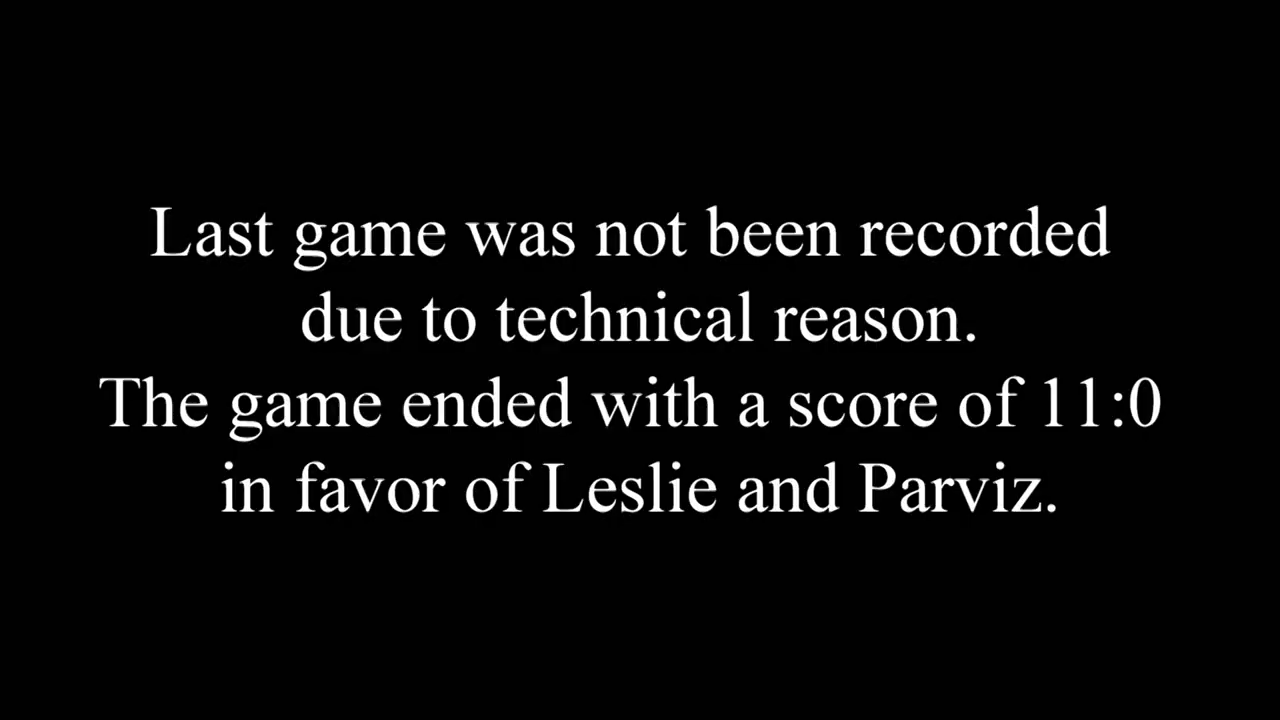 Last game was not been recorded
due to technical reason.
The game ended with a score of 11:0
in favor of Leslie and Parviz.